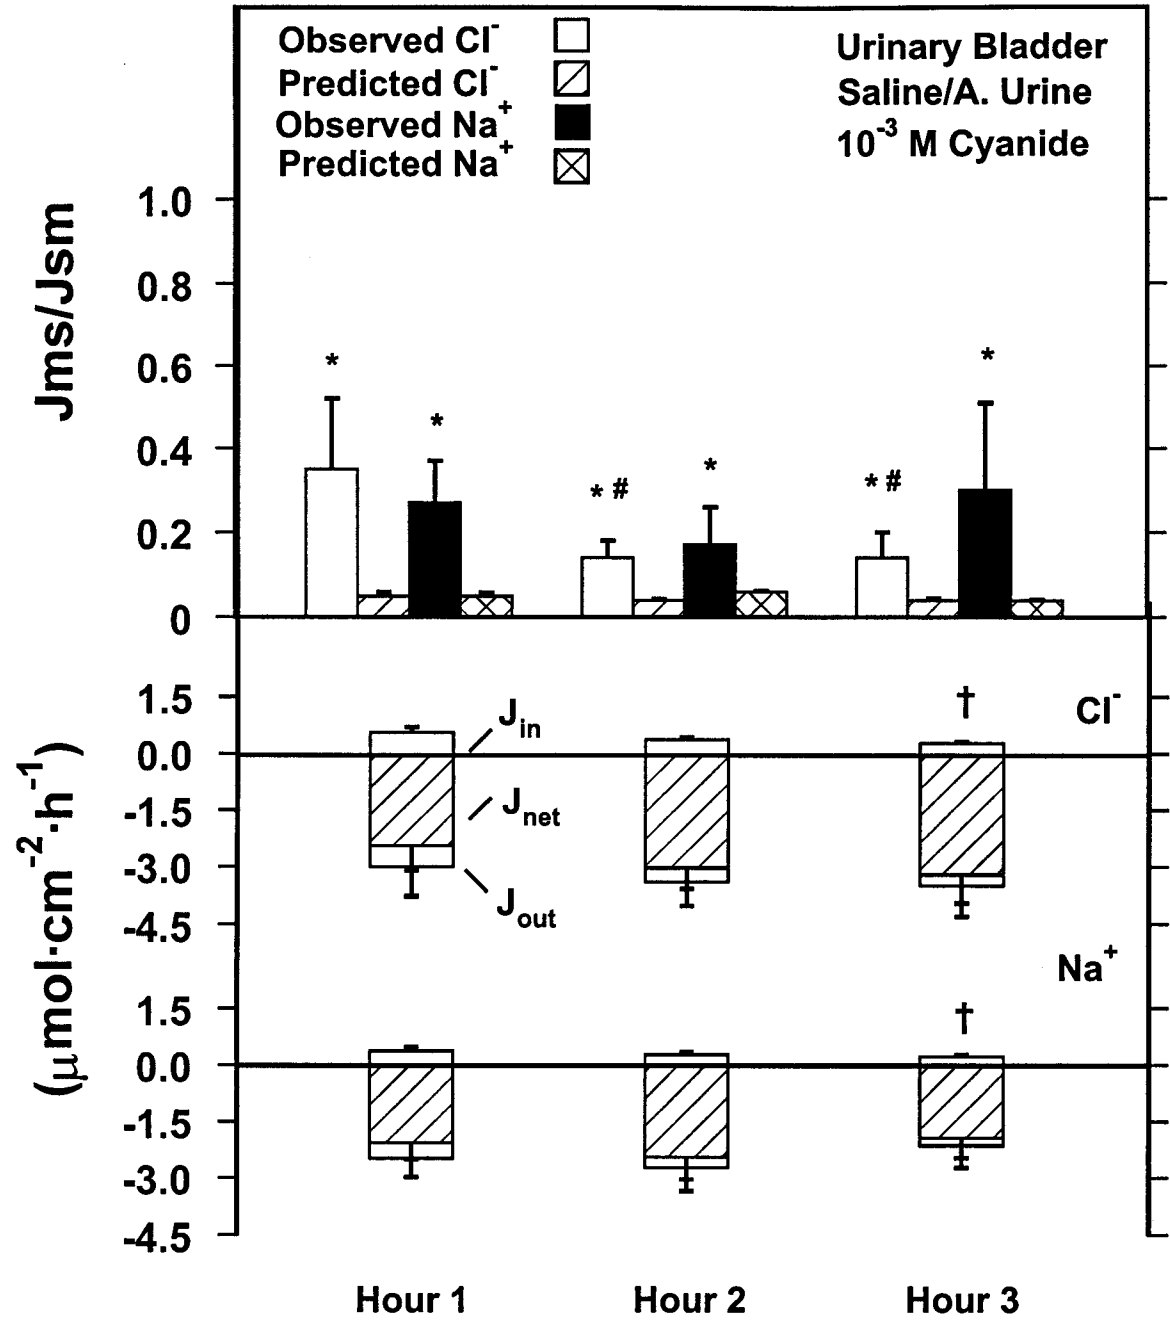 Observed Cl⁻
Predicted Cl⁻
Observed Na⁺
Predicted Na⁺
Urinary Bladder
Saline/A. Urine
10⁻³ M Cyanide
Jms/Jsm
1.0
0.8
0.6
0.4
0.2
0
*
*
* #
*
* #
*
(μmol·cm⁻²·h⁻¹)
1.5
0.0
-1.5
-3.0
-4.5
J_in
J_net
J_out
†
Cl⁻
Na⁺
1.5
0.0
-1.5
-3.0
-4.5
†
Hour 1
Hour 2
Hour 3